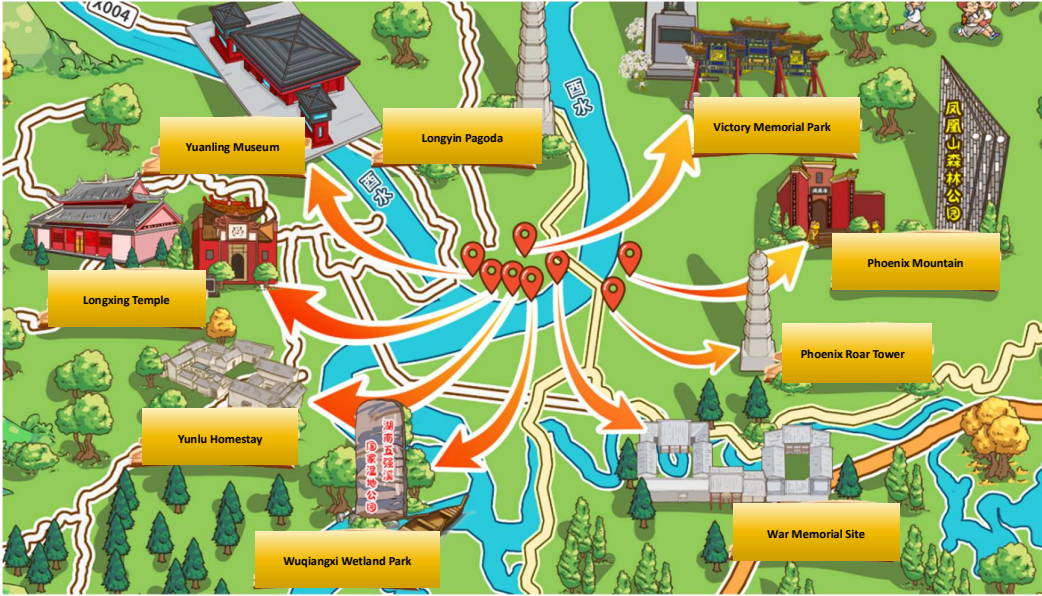 X004
Yuanling Museum
Longyin Pagoda
Victory Memorial Park
酉水
酉水
凤凰山森林公园
Phoenix Mountain
Longxing Temple
Phoenix Roar Tower
Yunlu Homestay
湖南五强溪
国家湿地公园
War Memorial Site
Wuqiangxi Wetland Park